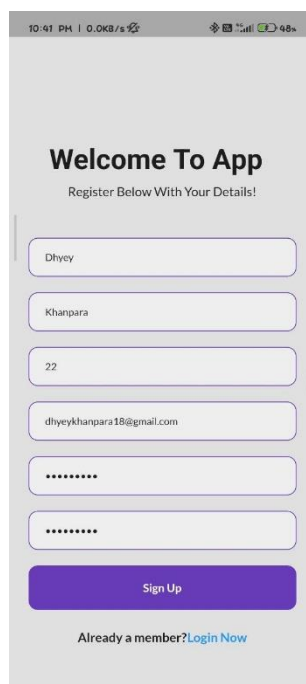 10:41 PM | 0.0KB/s
48%
Welcome To App
Register Below With Your Details!
Dhyey
Khanpara
22
dhyeykhanpara18@gmail.com
•••••••••
•••••••••
Sign Up
Already a member?Login Now